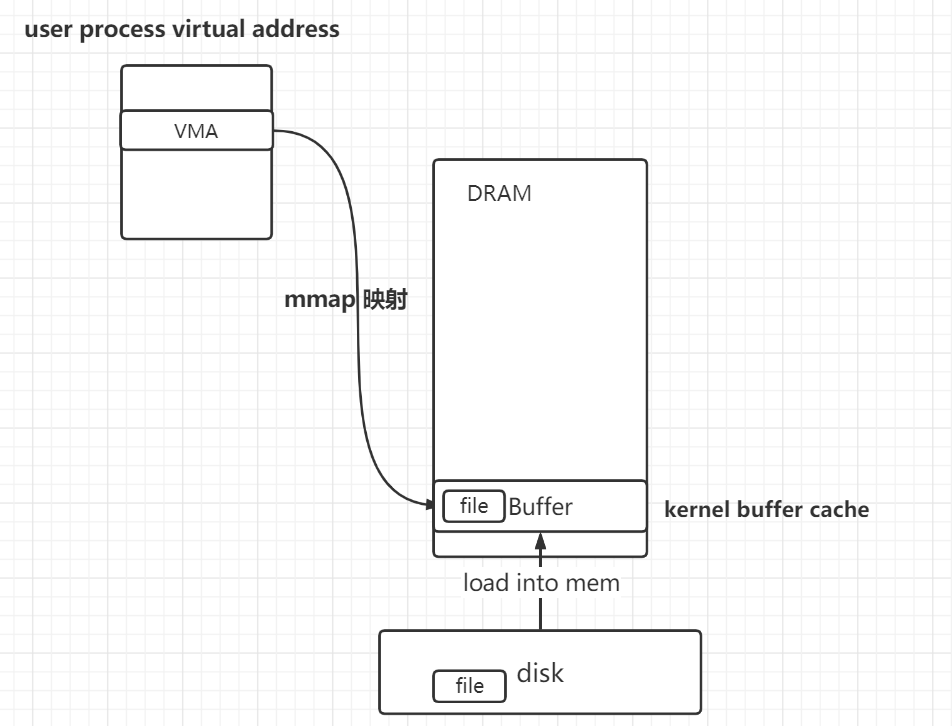 user process virtual address
VMA
DRAM
mmap 映射
file Buffer
kernel buffer cache
load into mem
disk
file